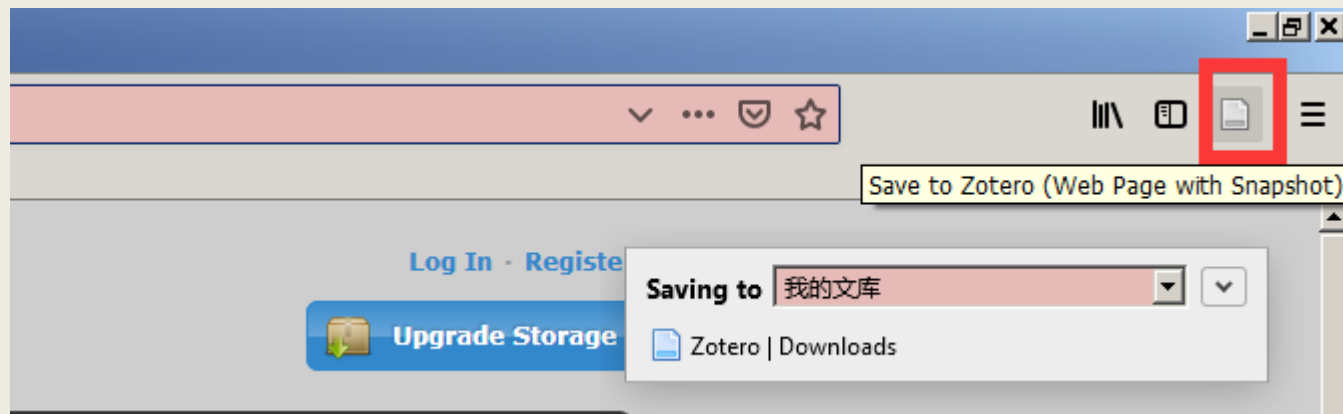 Save to Zotero (Web Page with Snapshot)
Log In · Registe
Saving to 我的文库
Upgrade Storage
Zotero | Downloads